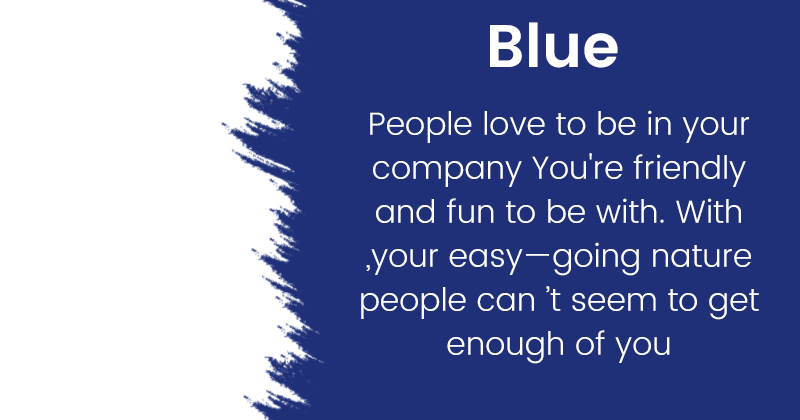 Blue
People love to be in your
company You're friendly
and fun to be with. With
,your easy—going nature
people can ’t seem to get
enough of you